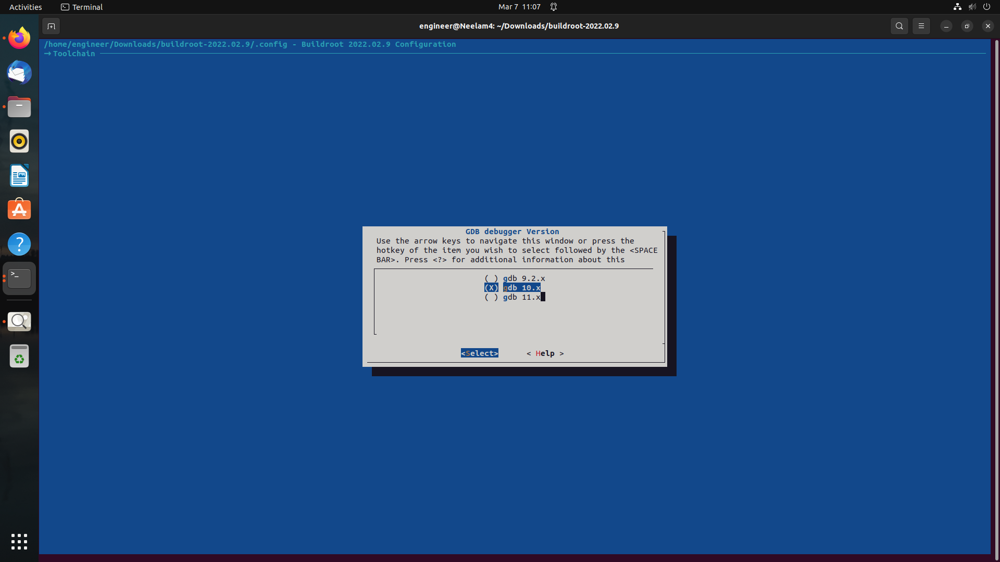 Activities Terminal Mar 7 11:07
engineer@Neelam4: ~/Downloads/buildroot-2022.02.9
/home/engineer/Downloads/buildroot-2022.02.9/.config - Buildroot 2022.02.9 Configuration
→ Toolchain
GDB debugger Version
Use the arrow keys to navigate this window or press the
hotkey of the item you wish to select followed by the <SPACE
BAR>. Press <?> for additional information about this
( ) gdb 9.2.x
(X) gdb 10.x
( ) gdb 11.x
<Select> < Help >